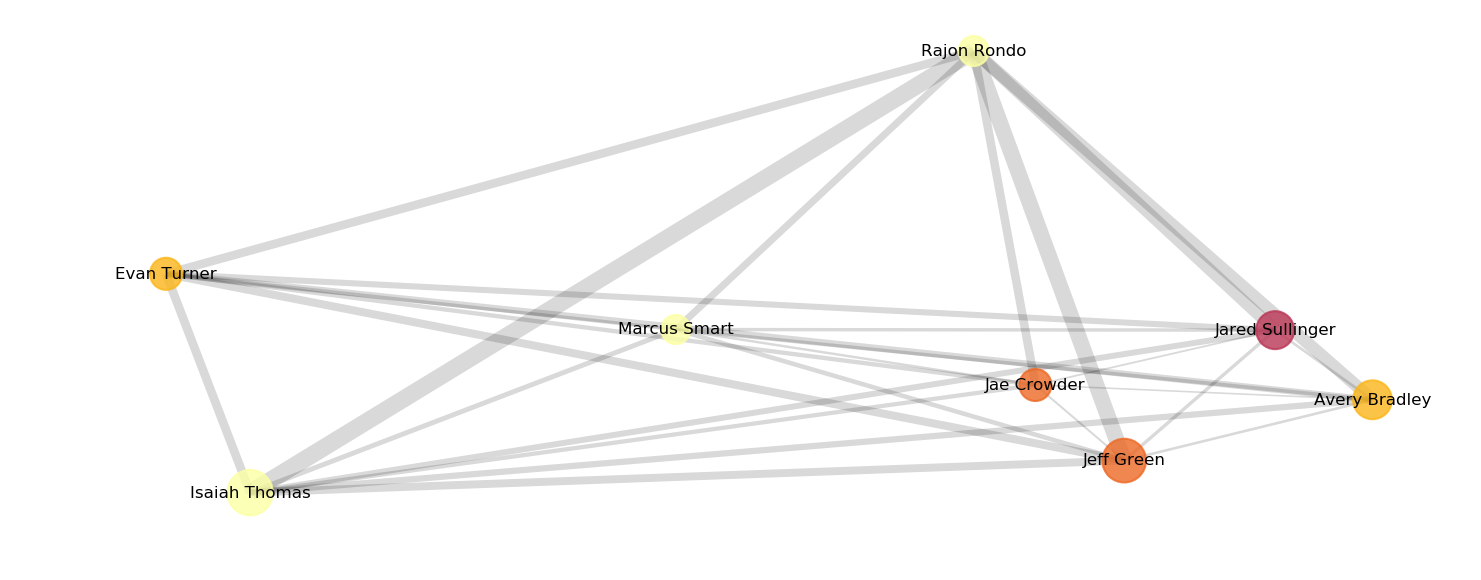 Rajon Rondo
Evan Turner
Marcus Smart
Jared Sullinger
Jae Crowder
Avery Bradley
Jeff Green
Isaiah Thomas